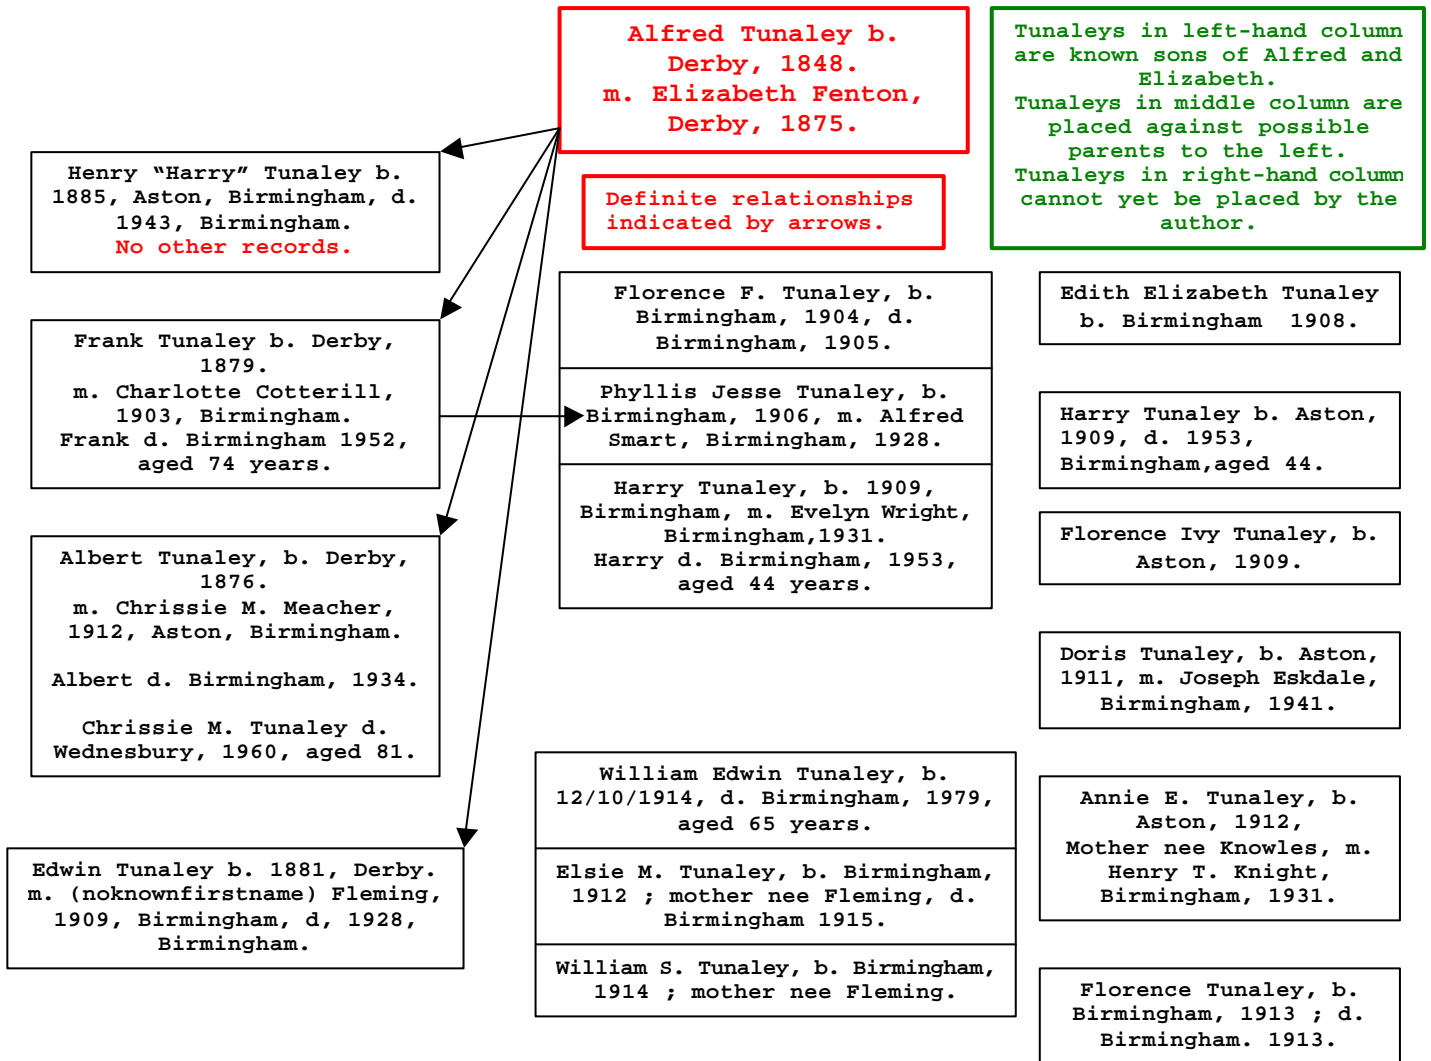 Alfred Tunaley b.
Derby, 1848.
m. Elizabeth Fenton,
Derby, 1875.
Tunaleys in left-hand column
are known sons of Alfred and
Elizabeth.
Tunaleys in middle column are
placed against possible
parents to the left.
Tunaleys in right-hand column
cannot yet be placed by the
author.
Definite relationships
indicated by arrows.
Henry “Harry” Tunaley b.
1885, Aston, Birmingham, d.
1943, Birmingham.
No other records.
Frank Tunaley b. Derby,
1879.
m. Charlotte Cotterill,
1903, Birmingham.
Frank d. Birmingham 1952,
aged 74 years.
Albert Tunaley, b. Derby,
1876.
m. Chrissie M. Meacher,
1912, Aston, Birmingham.
Albert d. Birmingham, 1934.
Chrissie M. Tunaley d.
Wednesbury, 1960, aged 81.
Edwin Tunaley b. 1881, Derby.
m. (noknownfirstname) Fleming,
1909, Birmingham, d, 1928,
Birmingham.
Florence F. Tunaley, b.
Birmingham, 1904, d.
Birmingham, 1905.
Phyllis Jesse Tunaley, b.
Birmingham, 1906, m. Alfred
Smart, Birmingham, 1928.
Harry Tunaley, b. 1909,
Birmingham, m. Evelyn Wright,
Birmingham,1931.
Harry d. Birmingham, 1953,
aged 44 years.
William Edwin Tunaley, b.
12/10/1914, d. Birmingham, 1979,
aged 65 years.
Elsie M. Tunaley, b. Birmingham,
1912 ; mother nee Fleming, d.
Birmingham 1915.
William S. Tunaley, b. Birmingham,
1914 ; mother nee Fleming.
Edith Elizabeth Tunaley
b. Birmingham 1908.
Harry Tunaley b. Aston,
1909, d. 1953,
Birmingham,aged 44.
Florence Ivy Tunaley, b.
Aston, 1909.
Doris Tunaley, b. Aston,
1911, m. Joseph Eskdale,
Birmingham, 1941.
Annie E. Tunaley, b.
Aston, 1912,
Mother nee Knowles, m.
Henry T. Knight,
Birmingham, 1931.
Florence Tunaley, b.
Birmingham, 1913 ; d.
Birmingham. 1913.